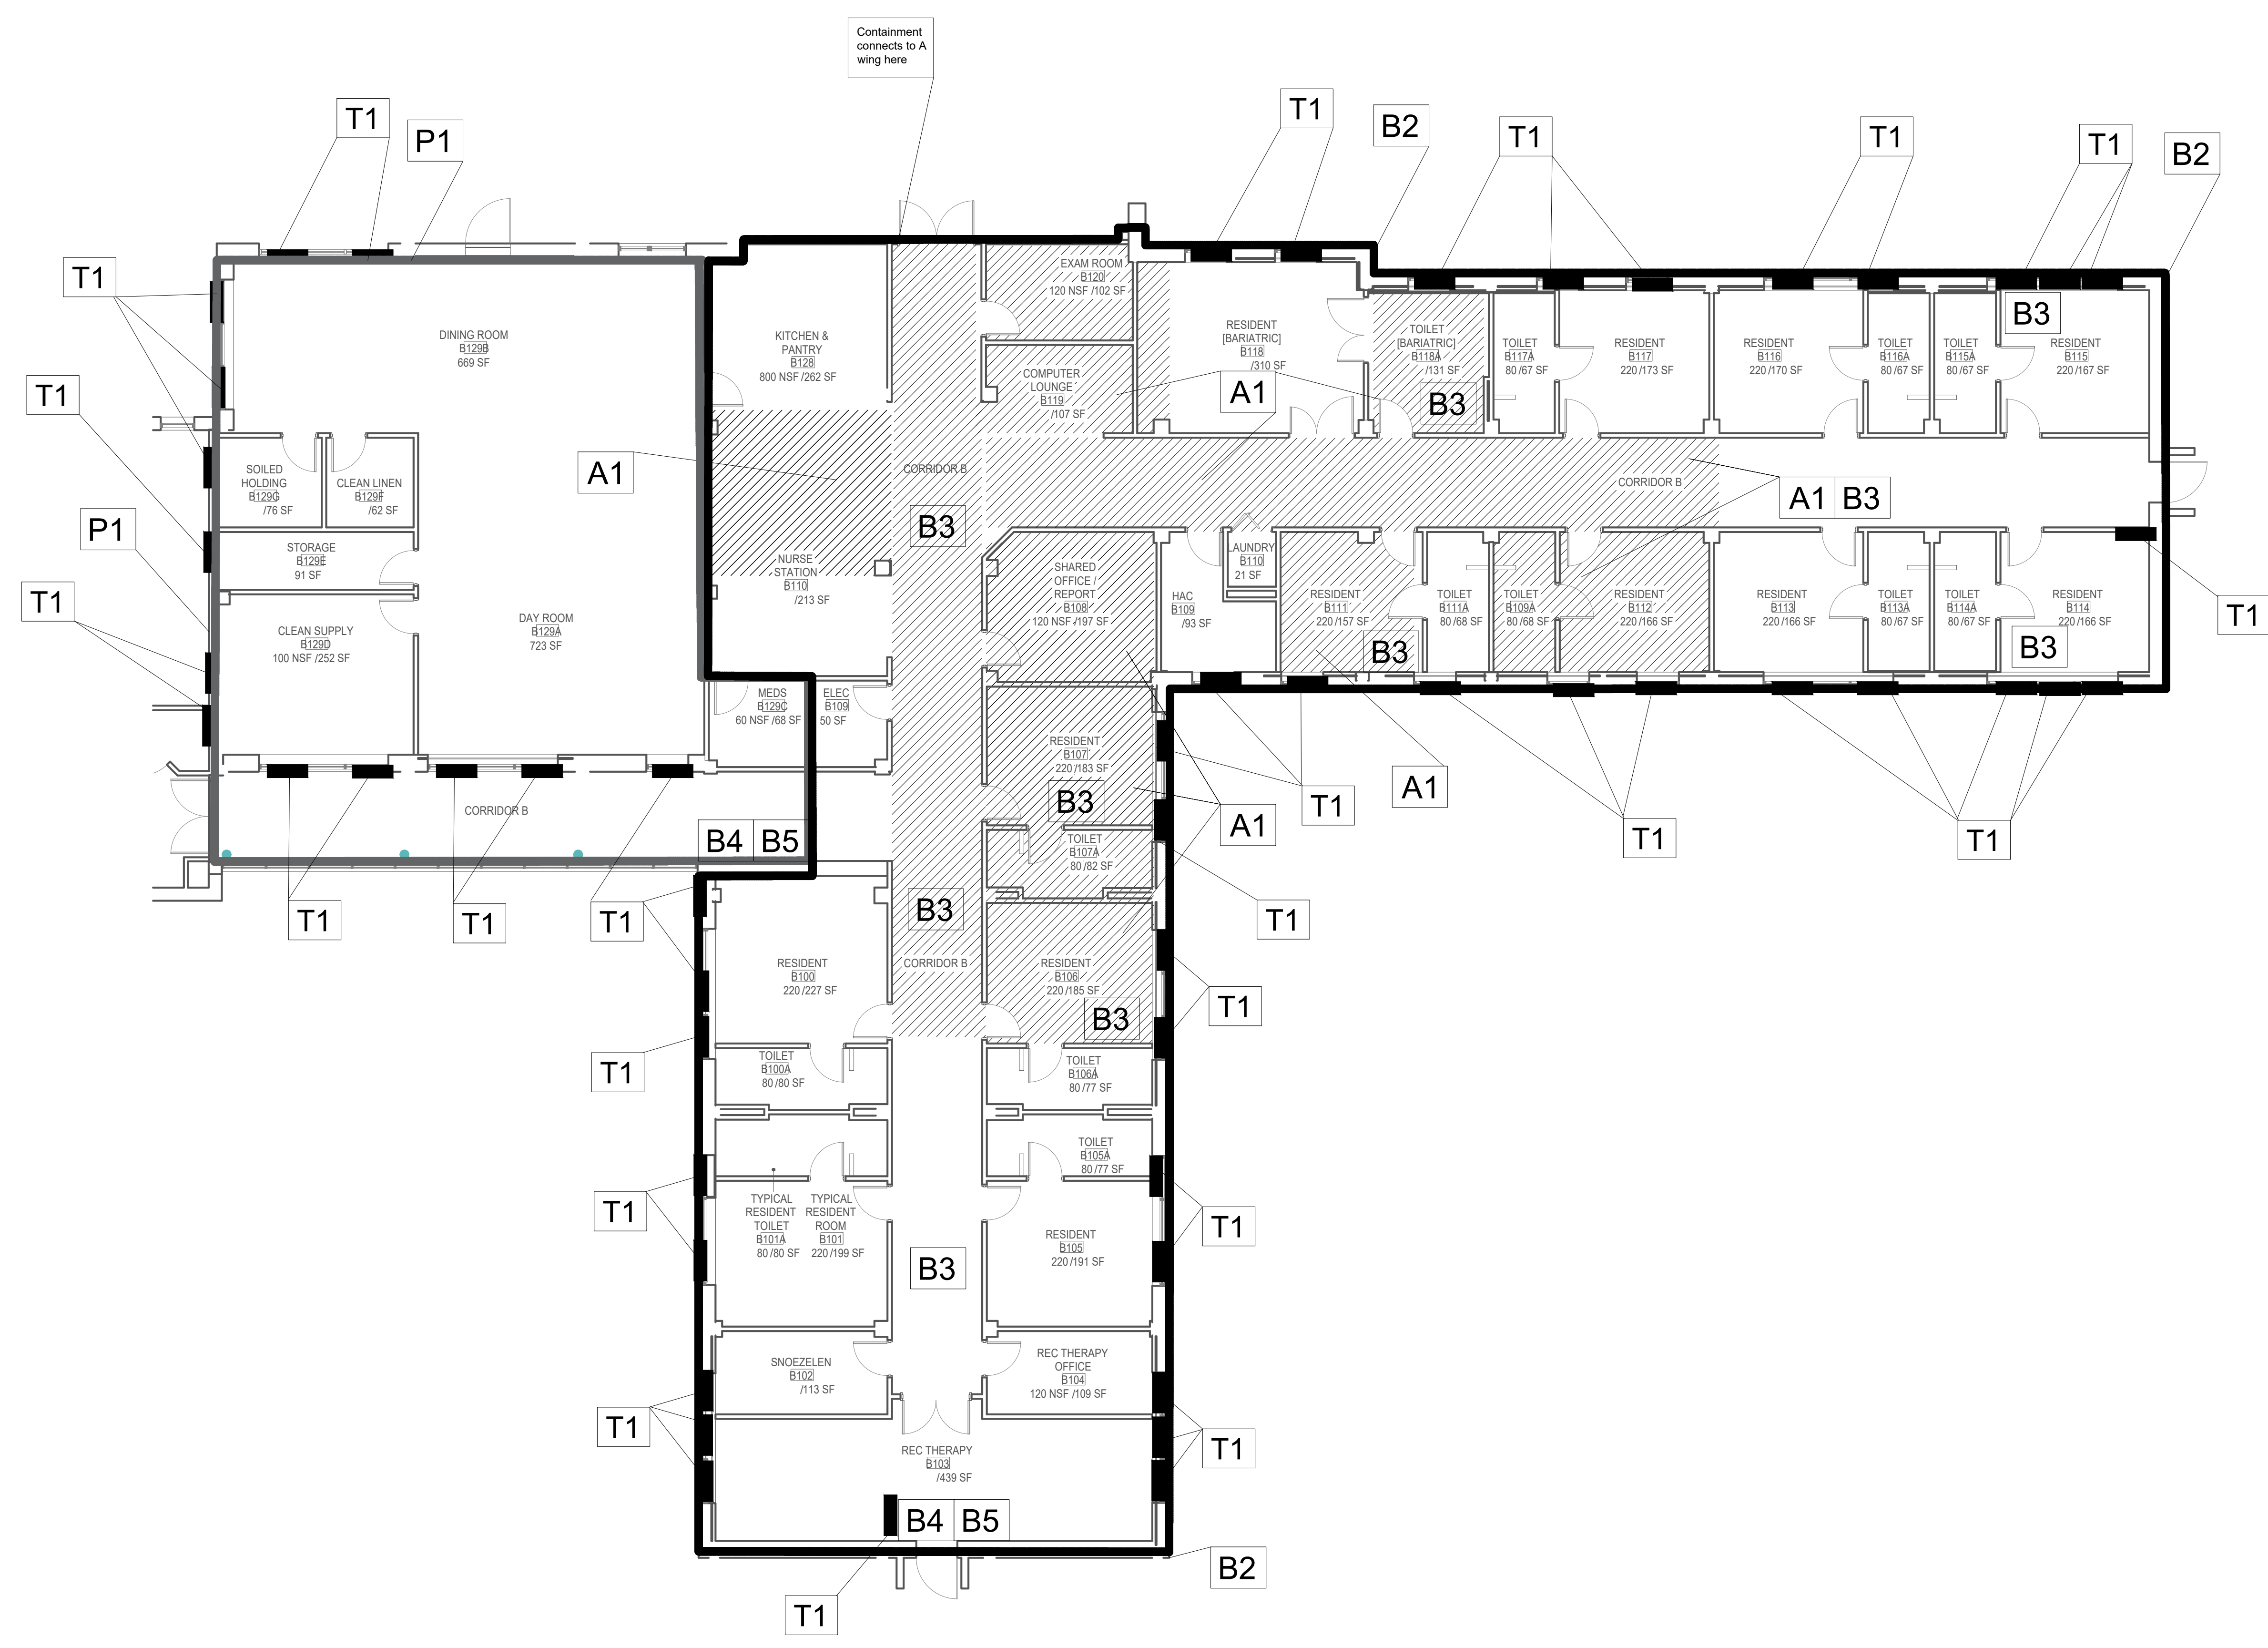 Containment
connects to A
wing here
T1
P1
T1
B2
T1
T1
T1
B2
T1
T1
P1
T1
DINING ROOM
B129B
669 SF
SOILED
HOLDING
B129G
/76 SF
CLEAN LINEN
B129F
/62 SF
STORAGE
B129E
91 SF
CLEAN SUPPLY
B129D
100 NSF /252 SF
DAY ROOM
B129A
723 SF
A1
KITCHEN &
PANTRY
B128
800 NSF /262 SF
NURSE
STATION
B110
/213 SF
MEDS
B129C
60 NSF /68 SF
ELEC
B109
50 SF
CORRIDOR B
B4 B5
T1
T1
T1
EXAM ROOM
B120
120 NSF /102 SF
COMPUTER
LOUNGE
B119
/107 SF
CORRIDOR B
B3
RESIDENT
[BARIATRIC]
B118
/310 SF
A1
TOILET
[BARIATRIC]
B118A
/131 SF
B3
TOILET
B117A
80 /67 SF
RESIDENT
B117
220 /173 SF
RESIDENT
B116
220 /170 SF
TOILET
B116A
80 /67 SF
TOILET
B115A
80 /67 SF
B3
RESIDENT
B115
220 /167 SF
CORRIDOR B
A1 B3
SHARED
OFFICE /
REPORT
B108
120 NSF /197 SF
HAC
B109
/93 SF
LAUNDRY
B110
21 SF
RESIDENT
B111
220 /157 SF
B3
TOILET
B111A
80 /68 SF
TOILET
B109A
80 /68 SF
RESIDENT
B112
220 /166 SF
RESIDENT
B113
220 /166 SF
TOILET
B113A
80 /67 SF
TOILET
B114A
80 /67 SF
RESIDENT
B114
220 /166 SF
B3
T1
RESIDENT
B107
220 /183 SF
B3
TOILET
B107A
80 /82 SF
A1
T1
A1
T1
T1
T1
B3
CORRIDOR B
RESIDENT
B100
220 /227 SF
RESIDENT
B106
220 /185 SF
B3
T1
T1
TOILET
B100A
80 /80 SF
TOILET
B106A
80 /77 SF
TOILET
B105A
80 /77 SF
T1
TYPICAL
RESIDENT
TOILET
B101A
80 /80 SF
TYPICAL
RESIDENT
ROOM
B101
220 /199 SF
B3
RESIDENT
B105
220 /191 SF
T1
SNOEZELEN
B102
/113 SF
REC THERAPY
OFFICE
B104
120 NSF /109 SF
T1
REC THERAPY
B103
/439 SF
T1
B4 B5
B2
T1